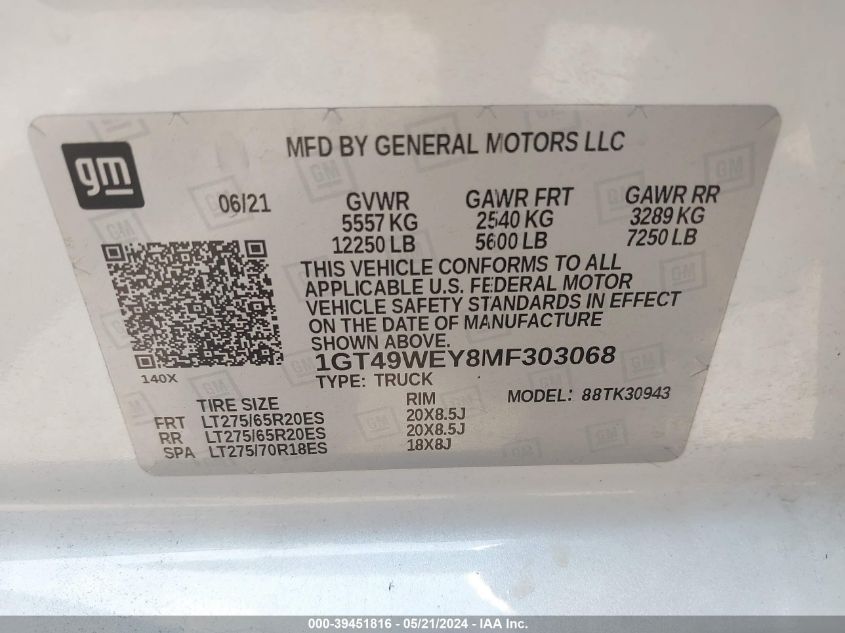 gm
MFD BY GENERAL MOTORS LLC
06/21
GVWR GAWR FRT GAWR RR
5557 KG 2540 KG 3289 KG
12250 LB 5600 LB 7250 LB
THIS VEHICLE CONFORMS TO ALL
APPLICABLE U.S. FEDERAL MOTOR
VEHICLE SAFETY STANDARDS IN EFFECT
ON THE DATE OF MANUFACTURE
SHOWN ABOVE.
1GT49WEY8MF303068
140X
TYPE: TRUCK
MODEL: 88TK30943
TIRE SIZE RIM
FRT LT275/65R20ES 20X8.5J
RR LT275/65R20ES 20X8.5J
SPA LT275/70R18ES 18X8J
000-39451816 - 05/21/2024 - IAA, Inc.